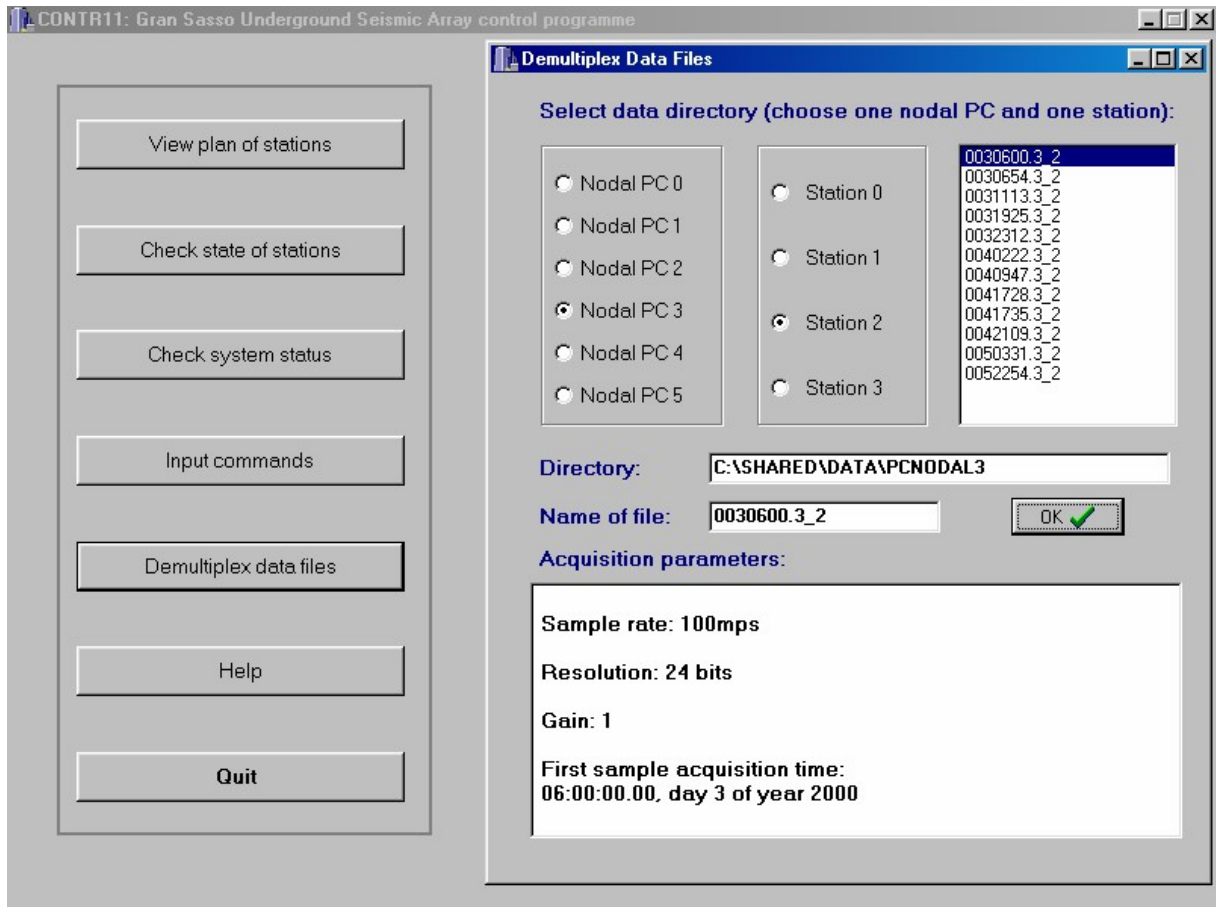 CONTR11: Gran Sasso Underground Seismic Array control programme
View plan of stations
Check state of stations
Check system status
Input commands
Demultiplex data files
Help
Quit
Demultiplex Data Files
Select data directory (choose one nodal PC and one station):
Nodal PC 0
Nodal PC 1
Nodal PC 2
Nodal PC 3
Nodal PC 4
Nodal PC 5
Station 0
Station 1
Station 2
Station 3
0030600.3_2
0030654.3_2
0031113.3_2
0031925.3_2
0032312.3_2
0040222.3_2
0040947.3_2
0041728.3_2
0041735.3_2
0042109.3_2
0050331.3_2
0052254.3_2
Directory: C:\SHARED\DATA\PCNODAL3
Name of file: 0030600.3_2 OK
Acquisition parameters:
Sample rate: 100mps
Resolution: 24 bits
Gain: 1
First sample acquisition time:
06:00:00.00, day 3 of year 2000